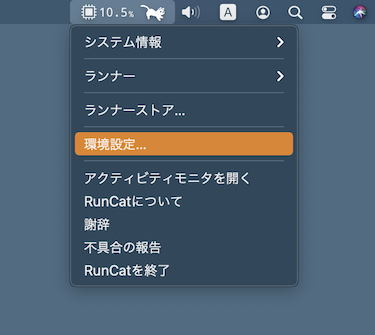 10.5%
A
システム情報
ランナー
ランナーストア...
環境設定...
アクティビティモニタを開く
RunCatについて
謝辞
不具合の報告
RunCatを終了